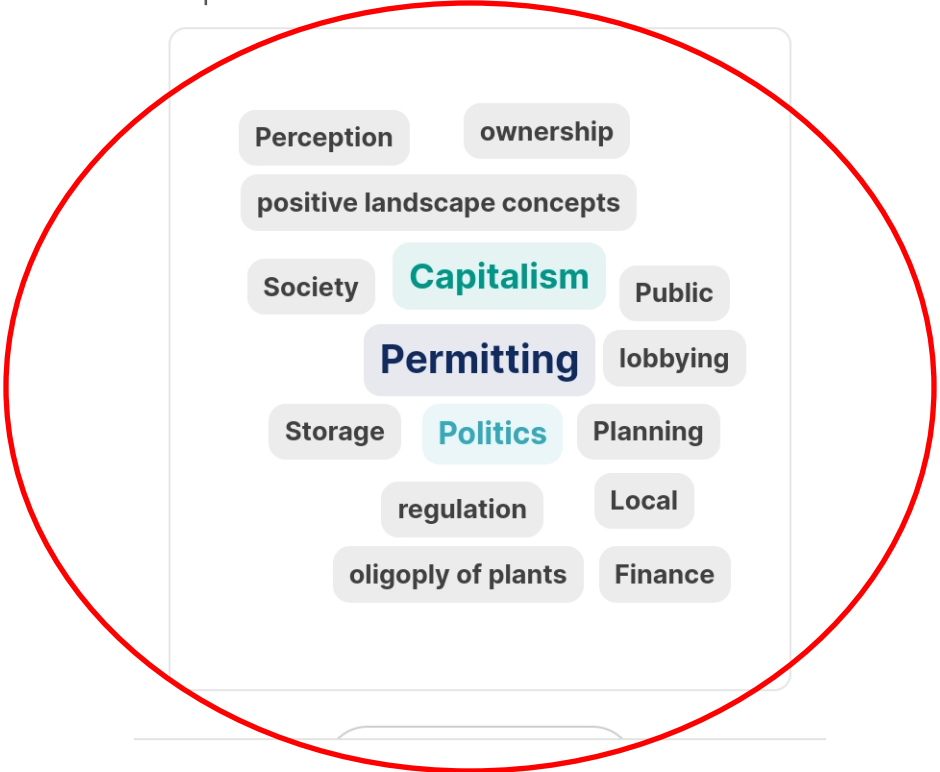 Perception ownership
positive landscape concepts
Society Capitalism Public
Permitting lobbying
Storage Politics Planning
regulation Local
oligoply of plants Finance